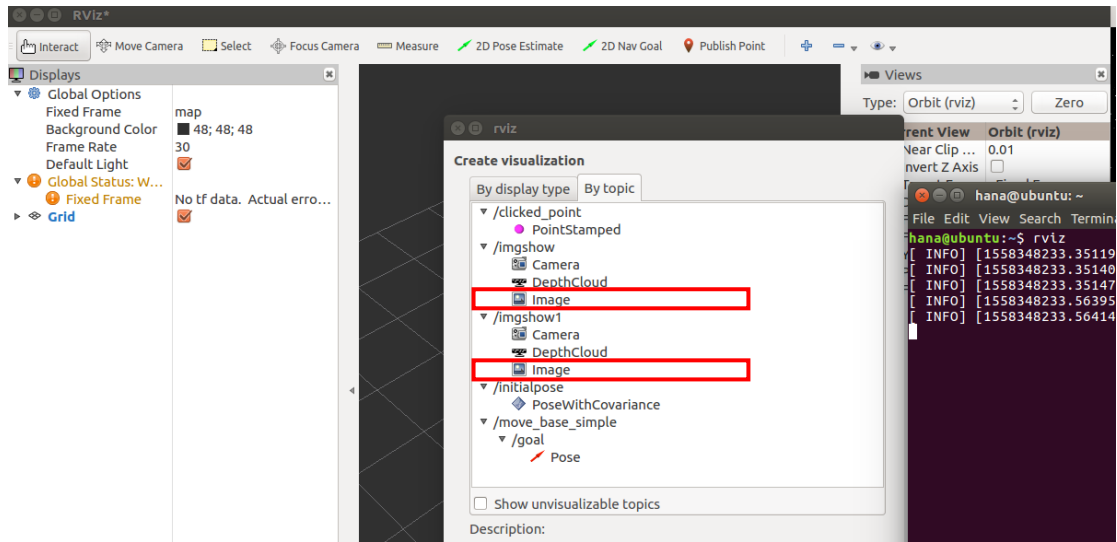 RViz*
Interact Move Camera Select Focus Camera Measure 2D Pose Estimate 2D Nav Goal Publish Point
Displays
Global Options
Fixed Frame map
Background Color 48; 48; 48
Frame Rate 30
Default Light
Global Status: W...
Fixed Frame No tf data. Actual erro...
Grid
rviz
Create visualization
By display type By topic
/clicked_point
PointStamped
/imgshow
Camera
DepthCloud
Image
/imgshow1
Camera
DepthCloud
Image
/initialpose
PoseWithCovariance
/move_base_simple
/goal
Pose
Show unvisualizable topics
Description:
Views
Type: Orbit (rviz) Zero
rrent View Orbit (rviz)
Near Clip ... 0.01
nvert Z Axis
hana@ubuntu: ~
File Edit View Search Termina
hana@ubuntu:~$ rviz
[ INFO] [1558348233.35119
[ INFO] [1558348233.35140
[ INFO] [1558348233.35147
[ INFO] [1558348233.56395
[ INFO] [1558348233.56414